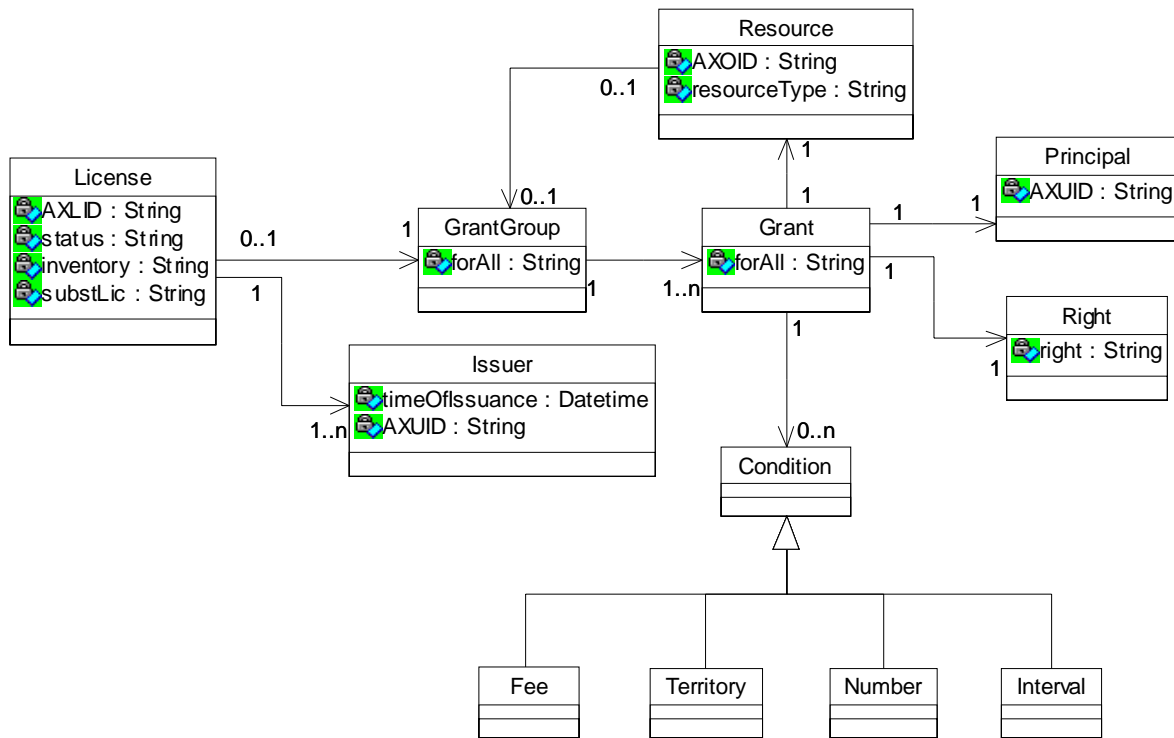 Resource
AXOID : String
resourceType : String
0..1
1
Principal
AXUID : String
License
AXLID : String
status : String
inventory : String
substLic : String
0..1
1
0..1
GrantGroup
forAll : String
1
1
Grant
forAll : String
1..n
1
1
1
1
Right
right : String
1
1
Issuer
timeOfIssuance : Datetime
AXUID : String
1..n
1
0..n
Condition
Fee
Territory
Number
Interval